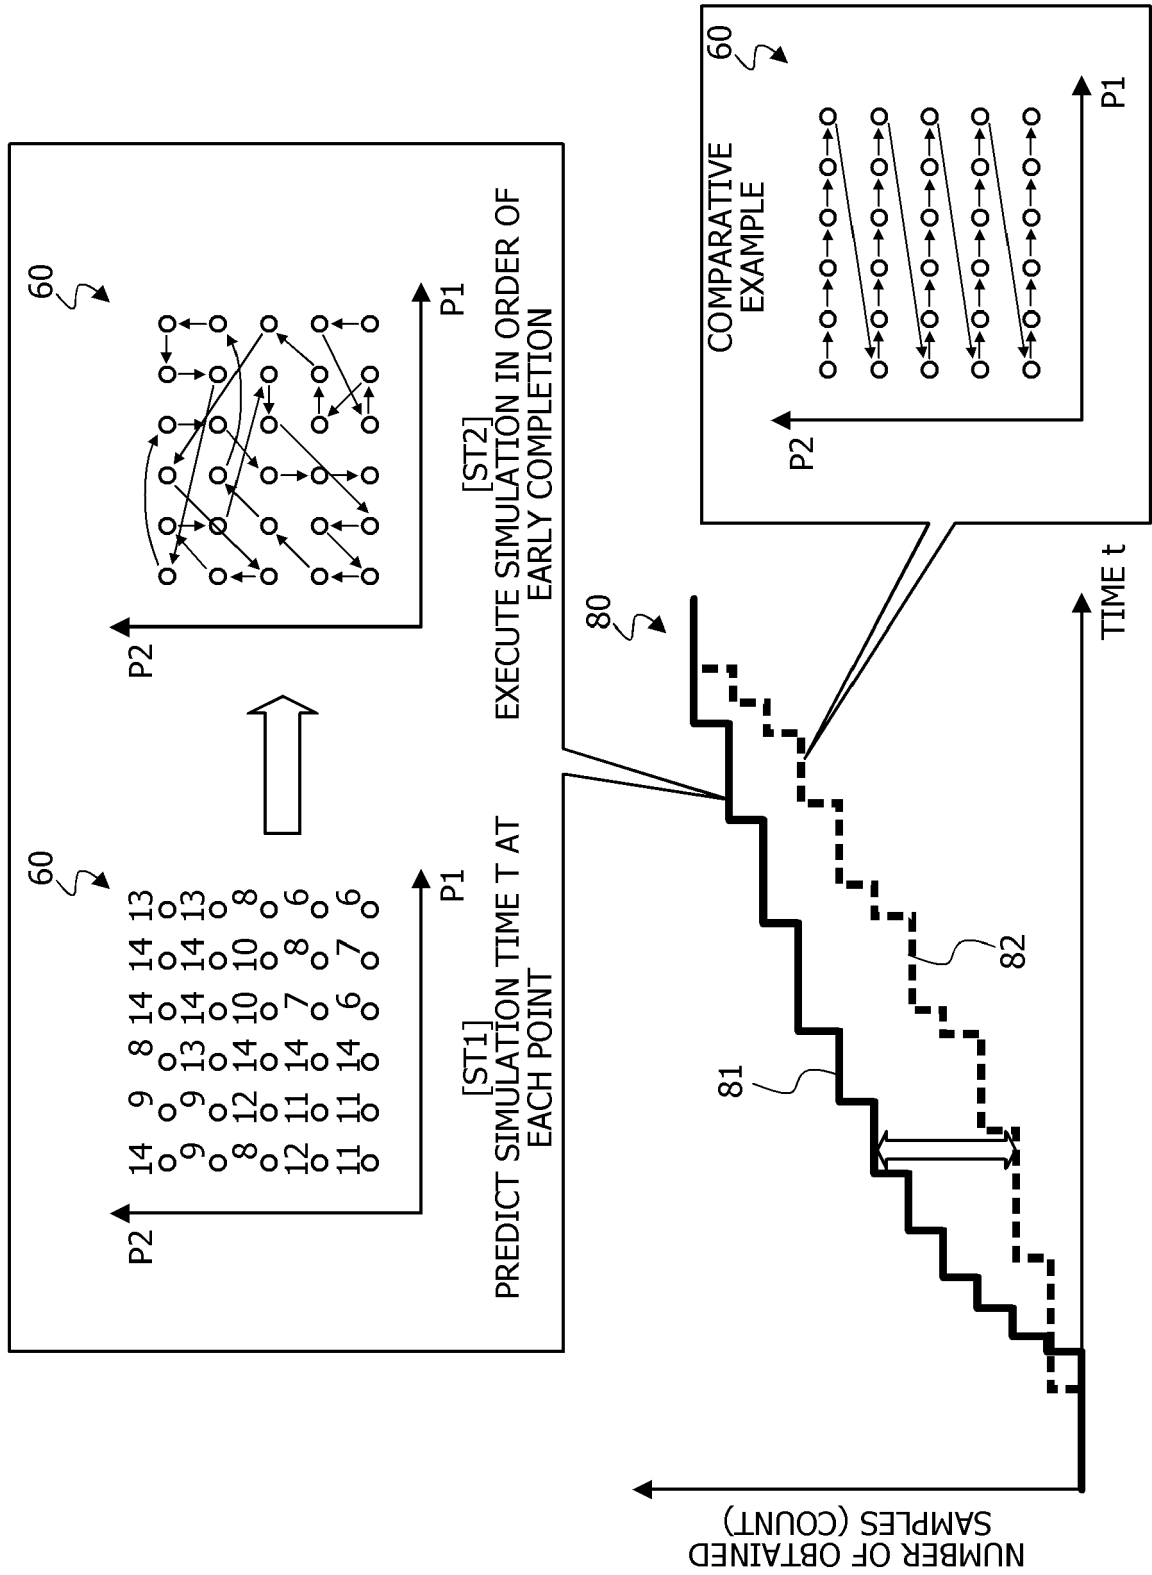 60
14 9 8 14 14 13
9 9 13 14 14 13
8 12 14 10 10 8
12 11 14 7 8 6
11 11 14 6 7 6
P2
P1
[ST1]
PREDICT SIMULATION TIME T AT
EACH POINT
60
P2
P1
[ST2]
EXECUTE SIMULATION IN ORDER OF
EARLY COMPLETION
80
NUMBER OF OBTAINED
SAMPLES (COUNT)
81
82
TIME t
COMPARATIVE
EXAMPLE
60
P2
P1